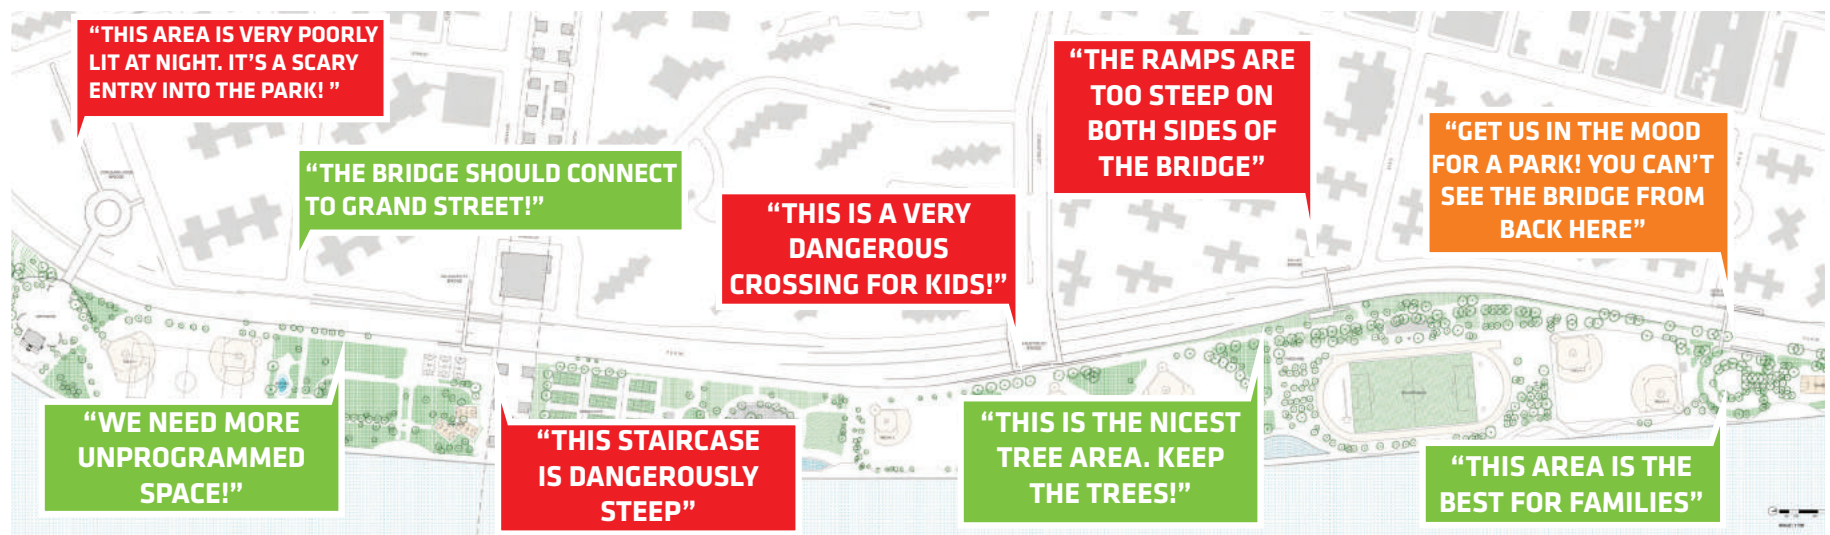 “THIS AREA IS VERY POORLY
LIT AT NIGHT. IT’S A SCARY
ENTRY INTO THE PARK! ”
“THE BRIDGE SHOULD CONNECT
TO GRAND STREET!”
“THIS IS A VERY
DANGEROUS
CROSSING FOR KIDS!”
“THE RAMPS ARE
TOO STEEP ON
BOTH SIDES OF
THE BRIDGE”
“GET US IN THE MOOD
FOR A PARK! YOU CAN’T
SEE THE BRIDGE FROM
BACK HERE”
“WE NEED MORE
UNPROGRAMMED
SPACE!”
“THIS STAIRCASE
IS DANGEROUSLY
STEEP”
“THIS IS THE NICEST
TREE AREA. KEEP
THE TREES!”
“THIS AREA IS THE
BEST FOR FAMILIES”